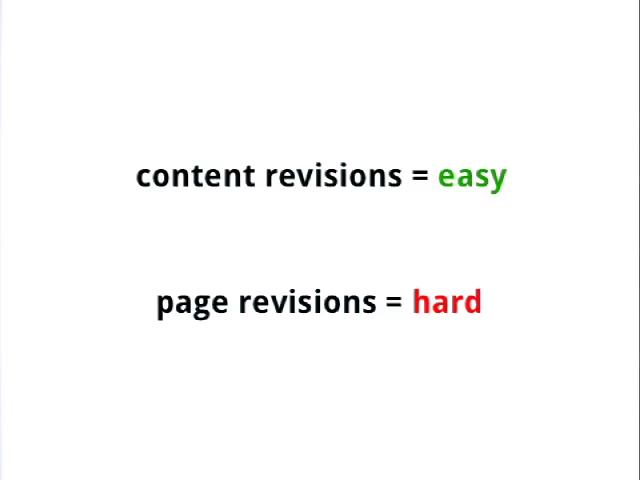 content revisions = easy
page revisions = hard